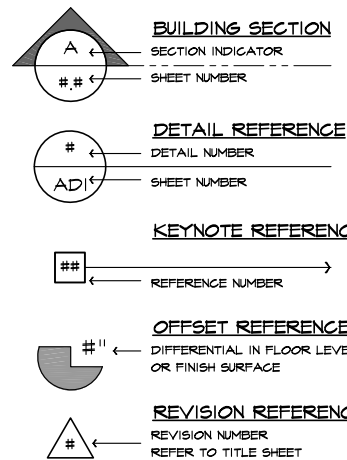 BUILDING SECTION
A
SECTION INDICATOR
#.#
SHEET NUMBER
DETAIL REFERENCE
#
DETAIL NUMBER
AD1
SHEET NUMBER
KEYNOTE REFERENC
##
REFERENCE NUMBER
OFFSET REFERENCE
#"
DIFFERENTIAL IN FLOOR LEVE
OR FINISH SURFACE
REVISION REFERENC
#
REVISION NUMBER
REFER TO TITLE SHEET